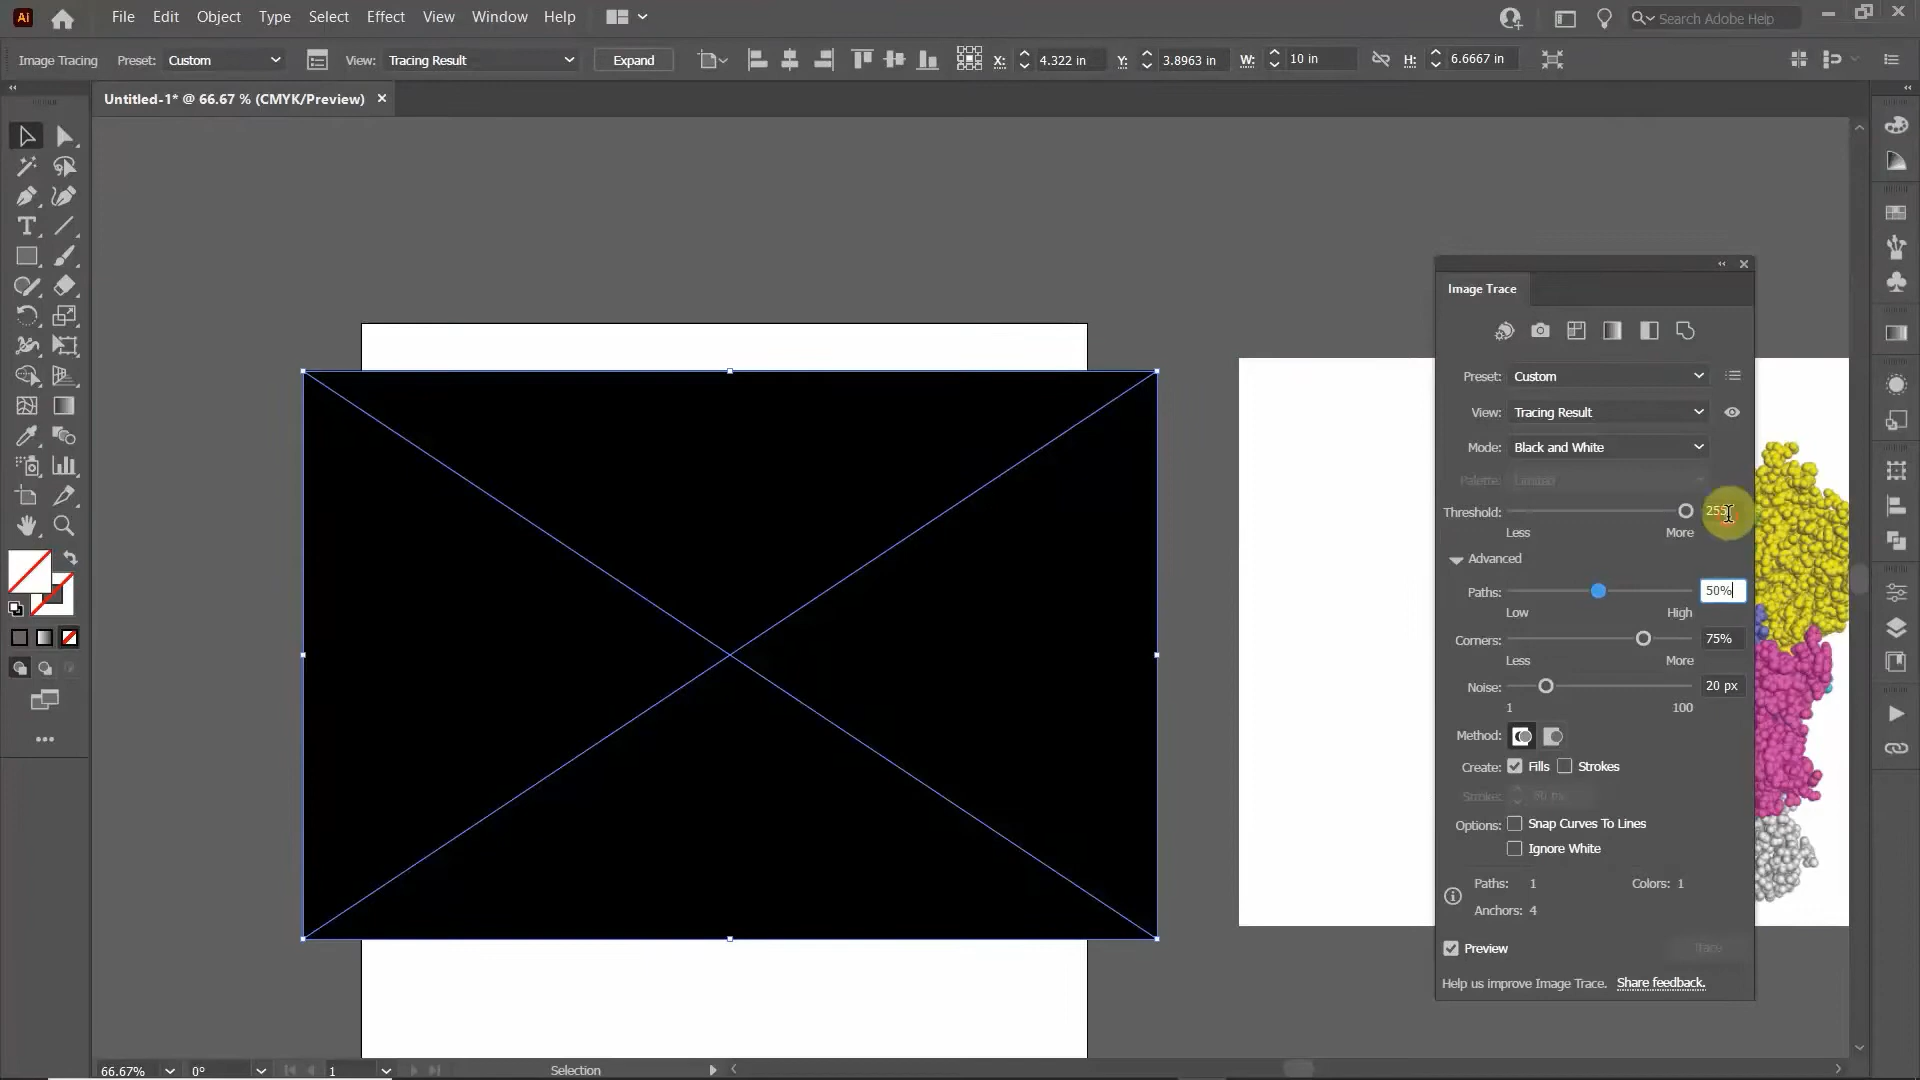 Ai File Edit Object Type Select Effect View Window Help Search Adobe Help
Image Tracing Preset: Custom View: Tracing Result Expand X: 4.322 in Y: 3.8963 in W: 10 in H: 6.6667 in
Untitled-1* @ 66.67 % (CMYK/Preview)
Image Trace
Preset: Custom
View: Tracing Result
Mode: Black and White
Palette: Limited
Threshold: 255
Less More
Advanced
Paths: 50%
Low High
Corners: 75%
Less More
Noise: 20 px
1 100
Method:
Create: Fills Strokes
Stroke:
Options: Snap Curves To Lines
Ignore White
Paths: 1 Colors: 1
Anchors: 4
Preview Trace
Help us improve Image Trace. Share feedback.
66.67% 0° 1 Selection